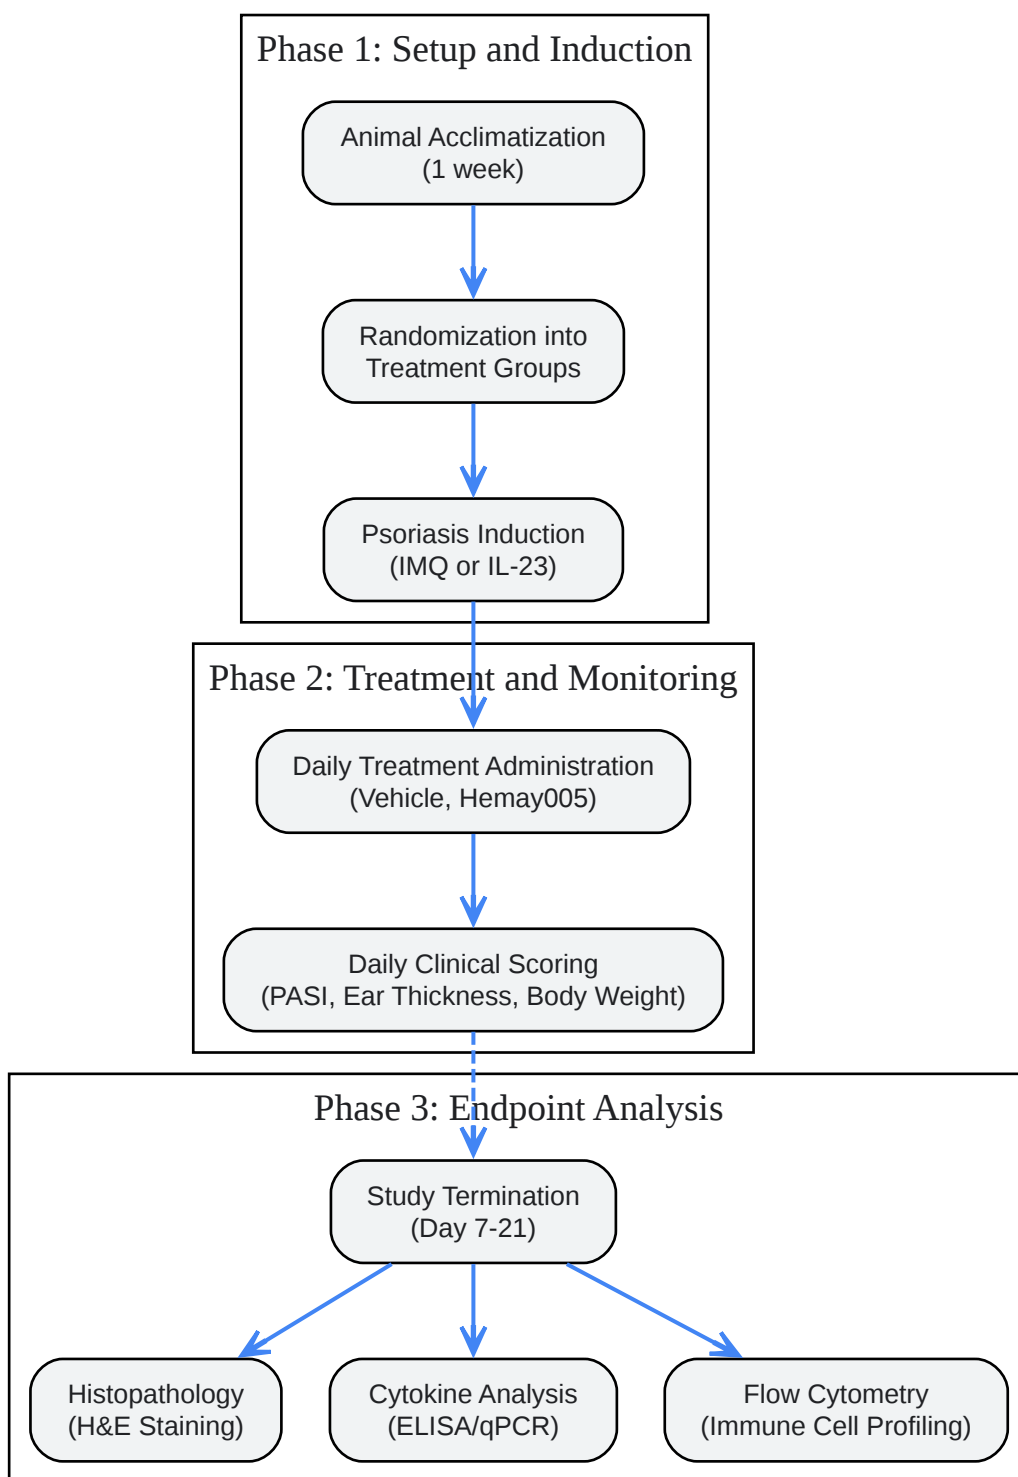 Phase 1: Setup and Induction
Animal Acclimatization
(1 week)
Randomization into
Treatment Groups
Psoriasis Induction
(IMQ or IL-23)
Phase 2: Treatment and Monitoring
Daily Treatment Administration
(Vehicle, Hemay005)
Daily Clinical Scoring
(PASI, Ear Thickness, Body Weight)
Phase 3: Endpoint Analysis
Study Termination
(Day 7-21)
Histopathology
(H&E Staining)
Cytokine Analysis
(ELISA/qPCR)
Flow Cytometry
(Immune Cell Profiling)